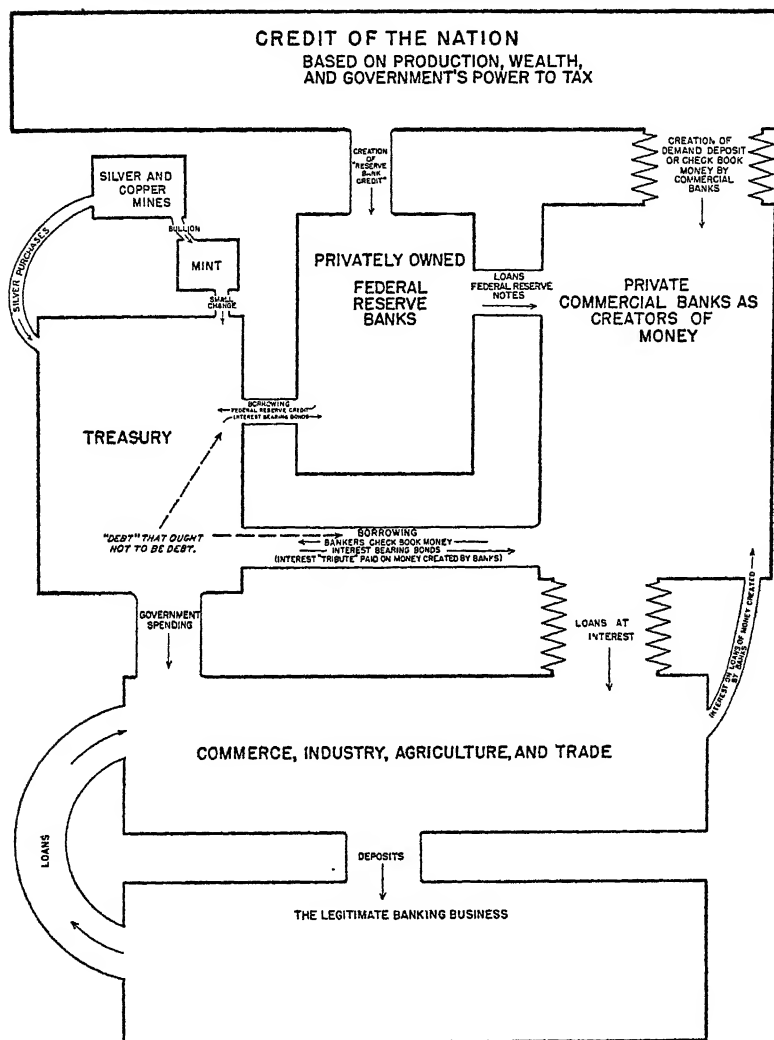 CREDIT OF THE NATION
BASED ON PRODUCTION, WEALTH,
AND GOVERNMENT'S POWER TO TAX
CREATION
OF
"RESERVE
BANK
CREDIT"
CREATION OF
DEMAND DEPOSIT
OR CHECK BOOK
MONEY BY
COMMERCIAL
BANKS
SILVER AND
COPPER
MINES
BULLION
SILVER PURCHASES
MINT
SMALL
CHANGE
PRIVATELY OWNED
FEDERAL
RESERVE
BANKS
LOANS
FEDERAL RESERVE
NOTES
PRIVATE
COMMERCIAL BANKS AS
CREATORS OF
MONEY
TREASURY
BORROWING
FEDERAL RESERVE CREDIT
INTEREST BEARING BONDS
"DEBT" THAT OUGHT
NOT TO BE DEBT.
BORROWING
BANKERS CHECK BOOK MONEY
INTEREST BEARING BONDS
(INTEREST "TRIBUTE" PAID ON MONEY CREATED BY BANKS)
GOVERNMENT
SPENDING
LOANS AT
INTEREST
INTEREST ON LOANS OF MONEY CREATED
BY BANKS
COMMERCE, INDUSTRY, AGRICULTURE, AND TRADE
LOANS
DEPOSITS
THE LEGITIMATE BANKING BUSINESS